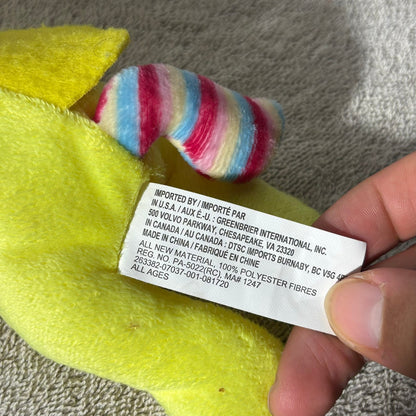 IMPORTED BY / IMPORTÉ PAR
IN U.S.A. / AUX É.-U. : GREENBRIER INTERNATIONAL, INC.
500 VOLVO PARKWAY, CHESAPEAKE, VA 23320
IN CANADA / AU CANADA : DTSC IMPORTS BURNABY, BC V5G
MADE IN CHINA / FABRIQUÉ EN CHINE
ALL NEW MATERIAL, 100% POLYESTER FIBRES
REG. NO. PA-5022(RC), MA# 1247
263382-07037-001-081720
ALL AGES